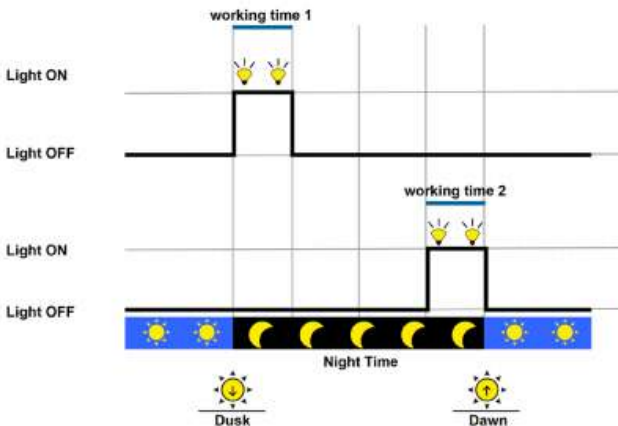 working time 1
Light ON
Light OFF
working time 2
Light ON
Light OFF
Night Time
Dusk
Dawn